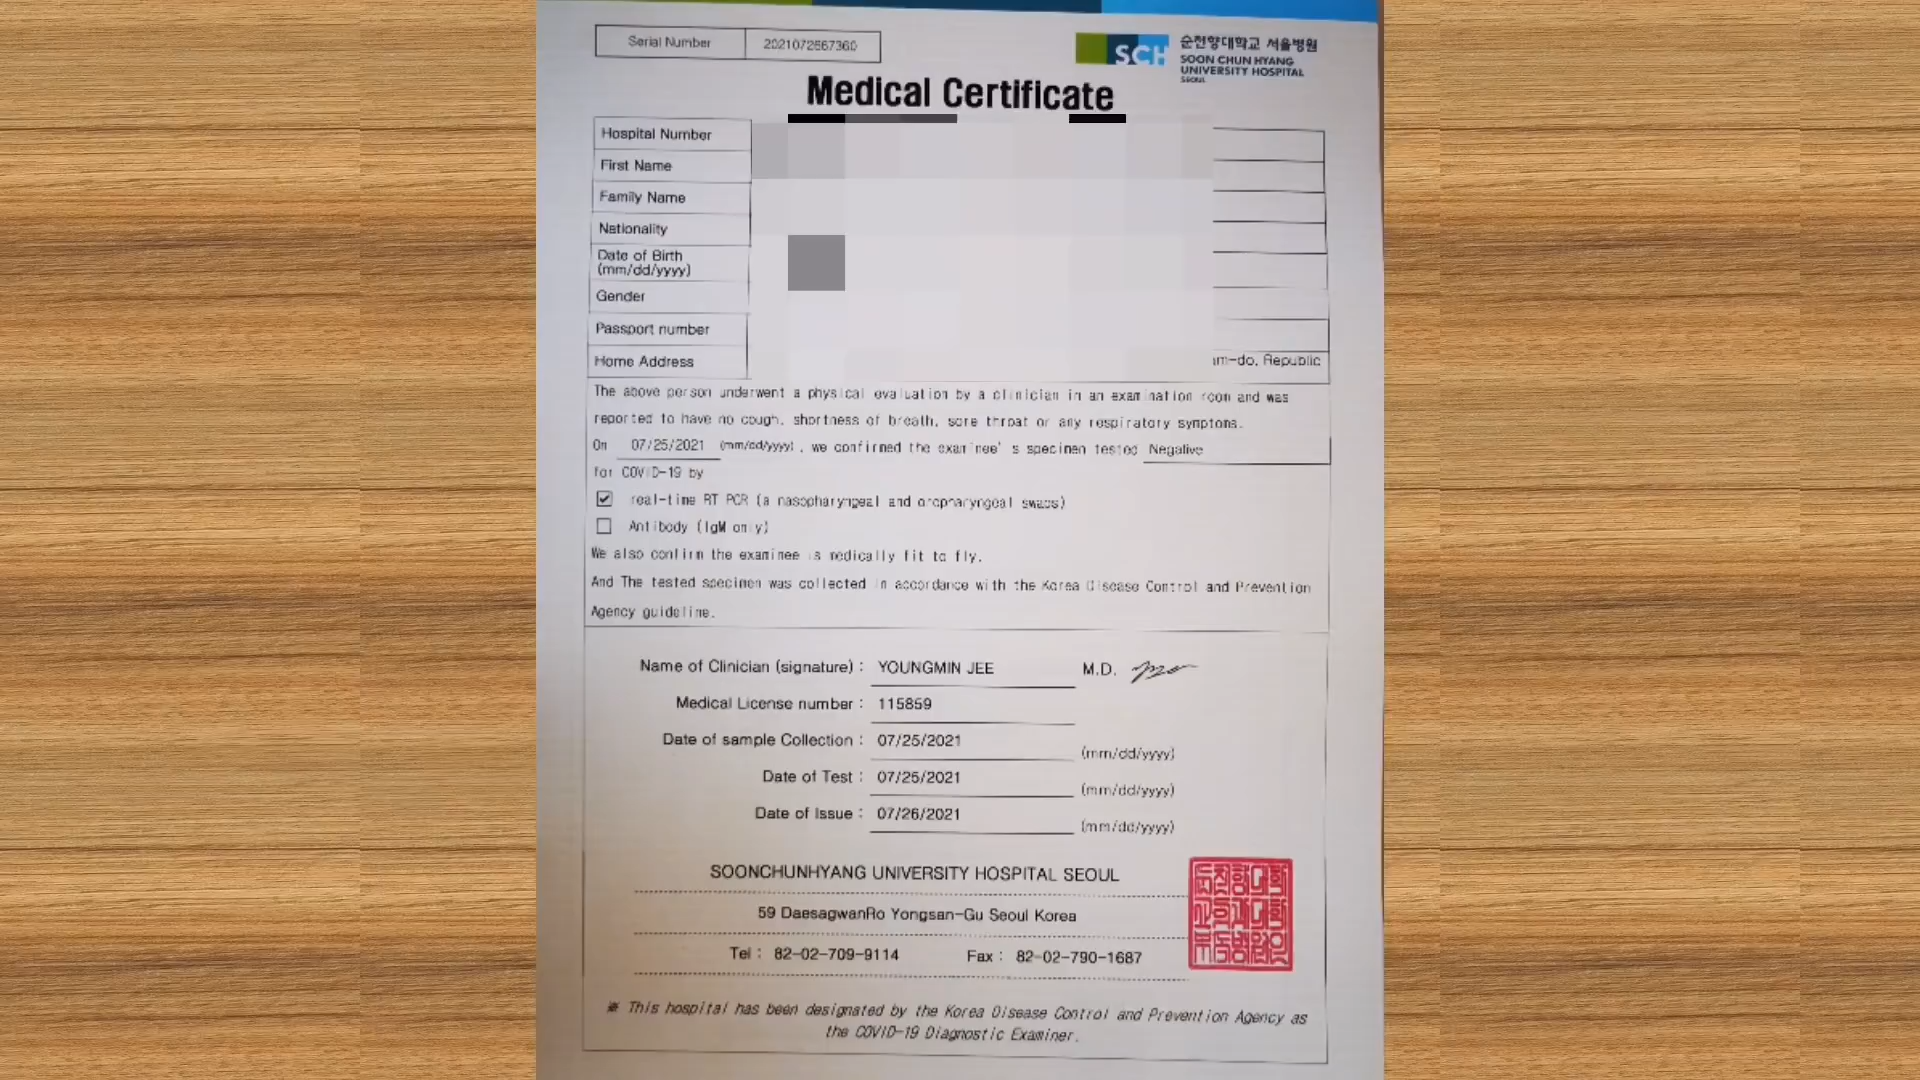 Serial Number 2021072667360
SCH 순천향대학교 서울병원
SOON CHUN HYANG
UNIVERSITY HOSPITAL
SEOUL
Medical Certificate
Hospital Number
First Name
Family Name
Nationality
Date of Birth
(mm/dd/yyyy)
Gender
Passport number
Home Address am-do, Republic
The above person underwent a physical evaluation by a clinician in an examination room and was
reported to have no cough, shortness of breath, sore throat or any respiratory symptoms.
On 07/25/2021 (mm/dd/yyyy), we confirmed the examinee's specimen tested Negative
for COVID-19 by
☑ real-time RT PCR (a nasopharyngeal and oropharyngeal swabs)
☐ Antibody (IgM only)
We also confirm the examinee is medically fit to fly.
And The tested specimen was collected in accordance with the Korea Disease Control and Prevention
Agency guideline.
Name of Clinician (signature) : YOUNGMIN JEE M.D.
Medical License number : 115859
Date of sample Collection : 07/25/2021 (mm/dd/yyyy)
Date of Test : 07/25/2021 (mm/dd/yyyy)
Date of Issue : 07/26/2021 (mm/dd/yyyy)
SOONCHUNHYANG UNIVERSITY HOSPITAL SEOUL
59 DaesagwanRo Yongsan-Gu Seoul Korea
Tel : 82-02-709-9114 Fax : 82-02-790-1687
※ This hospital has been designated by the Korea Disease Control and Prevention Agency as
the COVID-19 Diagnostic Examiner.